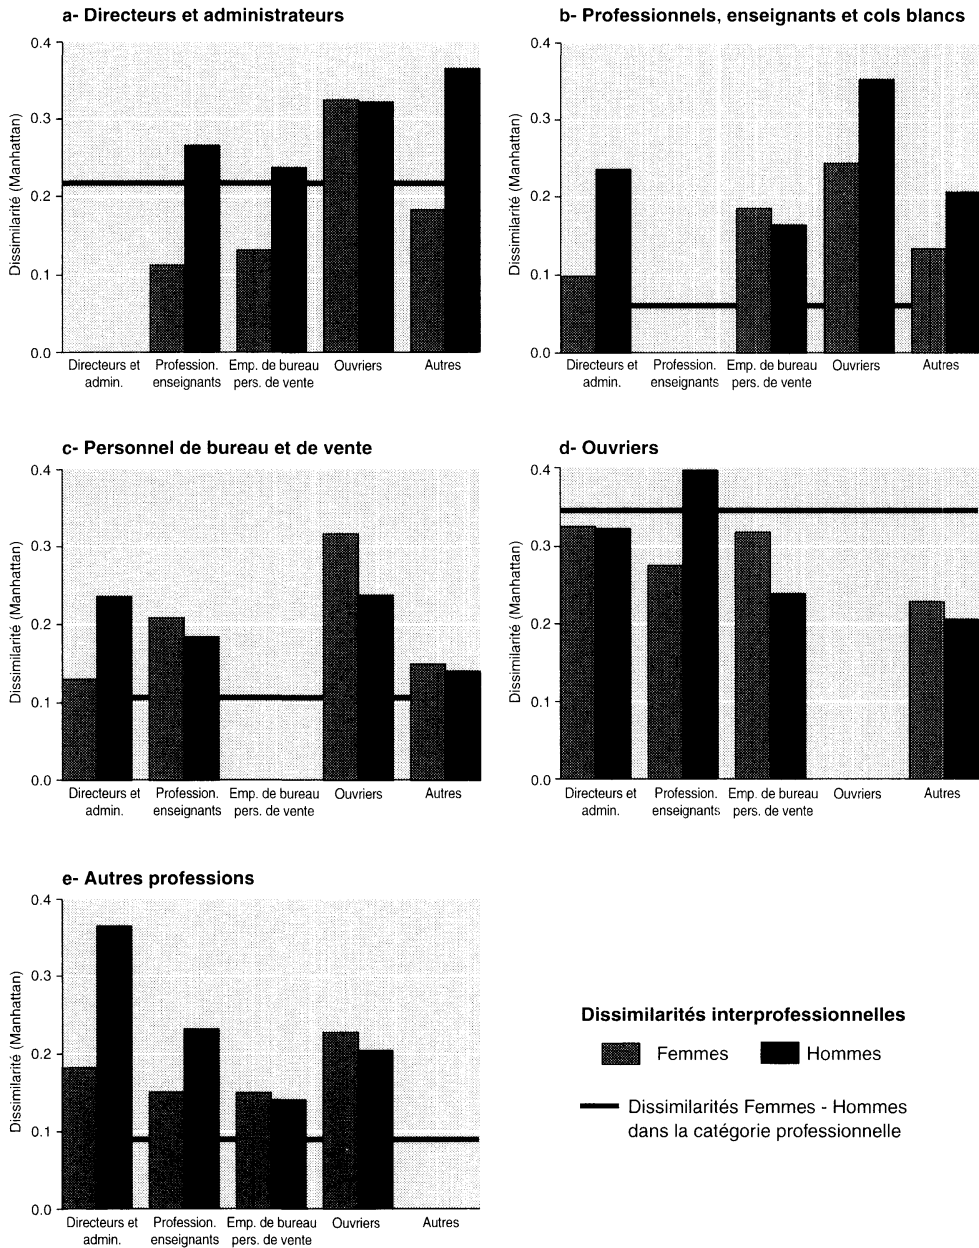 a- Directeurs et administrateurs
Dissimilarité (Manhattan)
0.4
0.3
0.2
0.1
0.0
Directeurs et Profession. Emp. de bureau Ouvriers Autres
admin. enseignants pers. de vente
b- Professionnels, enseignants et cols blancs
Dissimilarité (Manhattan)
0.4
0.3
0.2
0.1
0.0
Directeurs et Profession. Emp. de bureau Ouvriers Autres
admin. enseignants pers. de vente
c- Personnel de bureau et de vente
Dissimilarité (Manhattan)
0.4
0.3
0.2
0.1
0.0
Directeurs et Profession. Emp. de bureau Ouvriers Autres
admin. enseignants pers. de vente
d- Ouvriers
Dissimilarité (Manhattan)
0.4
0.3
0.2
0.1
0.0
Directeurs et Profession. Emp. de bureau Ouvriers Autres
admin. enseignants pers. de vente
e- Autres professions
Dissimilarité (Manhattan)
0.4
0.3
0.2
0.1
0.0
Directeurs et Profession. Emp. de bureau Ouvriers Autres
admin. enseignants pers. de vente
Dissimilarités interprofessionnelles
Femmes Hommes
Dissimilarités Femmes - Hommes
dans la catégorie professionnelle